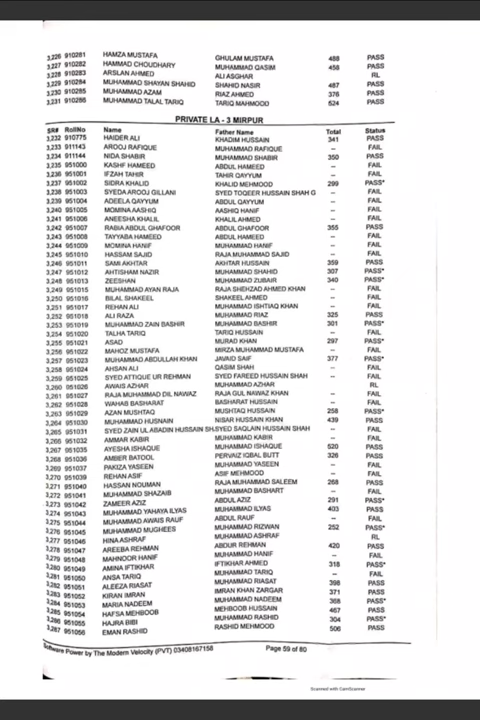 3,226 910281 HAMZA MUSTAFA GHULAM MUSTAFA 488 PASS
3,227 910282 HAMMAD CHOUDHARY MUHAMMAD QASIM 458 PASS
3,228 910283 ARSLAN AHMED ALI ASGHAR RL
3,229 910284 MUHAMMAD SHAYAN SHAHID SHAHID NASIR 487 PASS
3,230 910285 MUHAMMAD AZAM RIAZ AHMED 376 PASS
3,231 910286 MUHAMMAD TALAL TARIQ TARIQ MAHMOOD 524 PASS
PRIVATE LA - 3 MIRPUR
SR# RollNo Name Father Name Total Status
3,232 910775 HAIDER ALI KHADIM HUSSAIN 341 PASS
3,233 911143 AROOJ RAFIQUE MUHAMMAD RAFIQUE -- FAIL
3,234 911144 NIDA SHABIR MUHAMMAD SHABIR 350 PASS
3,235 951000 KASHF HAMEED ABDUL HAMEED -- FAIL
3,236 951001 IFZAH TAHIR TAHIR QAYYUM -- FAIL
3,237 951002 SIDRA KHALID KHALID MEHMOOD 299 PASS*
3,238 951003 SYEDA AROOJ GILLANI SYED TOQEER HUSSAIN SHAH G -- FAIL
3,239 951004 ADEELA QAYYUM ABDUL QAYYUM -- FAIL
3,240 951005 MOMINA AASHIQ AASHIQ HANIF -- FAIL
3,241 951006 ANEESHA KHALIL KHALIL AHMED -- FAIL
3,242 951007 RABIA ABDUL GHAFOOR ABDUL GHAFOOR 355 PASS
3,243 951008 TAYYABA HAMEED ABDUL HAMEED -- FAIL
3,244 951009 MOMINA HANIF MUHAMMAD HANIF -- FAIL
3,245 951010 HASSAM SAJID RAJA MUHAMMAD SAJID -- FAIL
3,246 951011 SAMI AKHTAR AKHTAR HUSSAIN 359 PASS
3,247 951012 AHTISHAM NAZIR MUHAMMAD SHAHID 307 PASS*
3,248 951013 ZEESHAN MUHAMMAD ZUBAIR 340 PASS*
3,249 951015 MUHAMMAD AYAN RAJA RAJA SHEHZAD AHMED KHAN -- FAIL
3,250 951016 BILAL SHAKEEL SHAKEEL AHMED -- FAIL
3,251 951017 REHAN ALI MUHAMMAD ISHTIAQ KHAN -- FAIL
3,252 951018 ALI RAZA MUHAMMAD RIAZ 325 PASS
3,253 951019 MUHAMMAD ZAIN BASHIR MUHAMMAD BASHIR 301 PASS*
3,254 951020 TALHA TARIQ TARIQ HUSSAIN -- FAIL
3,255 951021 ASAD MURAD KHAN 297 PASS*
3,256 951022 MAHOZ MUSTAFA MIRZA MUHAMMAD MUSTAFA -- FAIL
3,257 951023 MUHAMMAD ABDULLAH KHAN JAVAID SAIF 377 PASS*
3,258 951024 AHSAN ALI QASIM SHAH -- FAIL
3,259 951025 SYED ATTIQUE UR REHMAN SYED FAREED HUSSAIN SHAH -- FAIL
3,260 951026 AWAIS AZHAR MUHAMMAD AZHAR RL
3,261 951027 RAJA MUHAMMAD DIL NAWAZ RAJA GUL NAWAZ KHAN -- FAIL
3,262 951028 WAHAB BASHARAT BASHARAT HUSSAIN -- FAIL
3,263 951029 AZAN MUSHTAQ MUSHTAQ HUSSAIN 258 PASS*
3,264 951030 MUHAMMAD HUSNAIN NISAR HUSSAIN KHAN 439 PASS
3,265 951031 SYED ZAIN UL ABADIN HUSSAIN SH,SYED SAQLAIN HUSSAIN SHAH -- FAIL
3,266 951032 AMMAR KABIR MUHAMMAD KABIR -- FAIL
3,267 951035 AYESHA ISHAQUE MUHAMMAD ISHAQUE 520 PASS
3,268 951036 AMBER BATOOL PERVAIZ IQBAL BUTT 326 PASS
3,269 951037 PAKIZA YASEEN MUHAMMAD YASEEN -- FAIL
3,270 951039 REHAN ASIF ASIF MEHMOOD -- FAIL
3,271 951040 HASSAN NOUMAN RAJA MUHAMMAD SALEEM 268 PASS
3,272 951041 MUHAMMAD SHAZAIB MUHAMMAD BASHART -- FAIL
3,273 951042 ZAMEER AZIZ ABDUL AZIZ 291 PASS*
3,274 951043 MUHAMMAD YAHAYA ILYAS MUHAMMAD ILYAS 403 PASS
3,275 951044 MUHAMMAD AWAIS RAUF ABDUL RAUF -- FAIL
3,276 951045 MUHAMMAD MUGHEES MUHAMMAD RIZWAN 252 PASS*
3,277 951046 HINA ASHRAF MUHAMMAD ASHRAF RL
3,278 951047 AREEBA REHMAN ABDUR REHMAN 420 PASS
3,279 951048 MAHNOOR HANIF MUHAMMAD HANIF -- FAIL
3,280 951049 AMINA IFTIKHAR IFTIKHAR AHMED 318 PASS*
3,281 951050 ANSA TARIQ MUHAMMAD TARIQ -- FAIL
3,282 951051 ALEEZA RIASAT MUHAMMAD RIASAT 398 PASS
3,283 951052 KIRAN IMRAN IMRAN KHAN ZARGAR 371 PASS
3,284 951053 MARIA NADEEM MUHAMMAD NADEEM 368 PASS*
3,285 951054 HAFSA MEHBOOB MEHBOOB HUSSAIN 467 PASS
3,286 951055 HAJRA BIBI MUHAMMAD RASHID 304 PASS*
3,287 951056 EMAN RASHID RASHID MEHMOOD 506 PASS
Software Power by The Modern Velocity (PVT) 03408167158 Page 59 of 80
Scanned with CamScanner